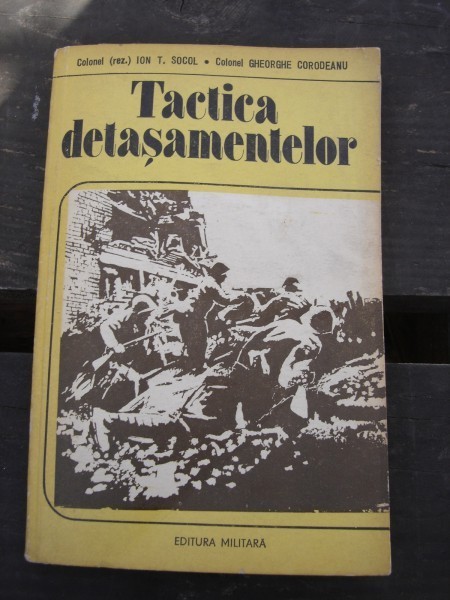 Colonel (rez.) ION T. SOCOL • Colonel GHEORGHE CORODEANU
Tactica
detașamentelor
EDITURA MILITARĂ